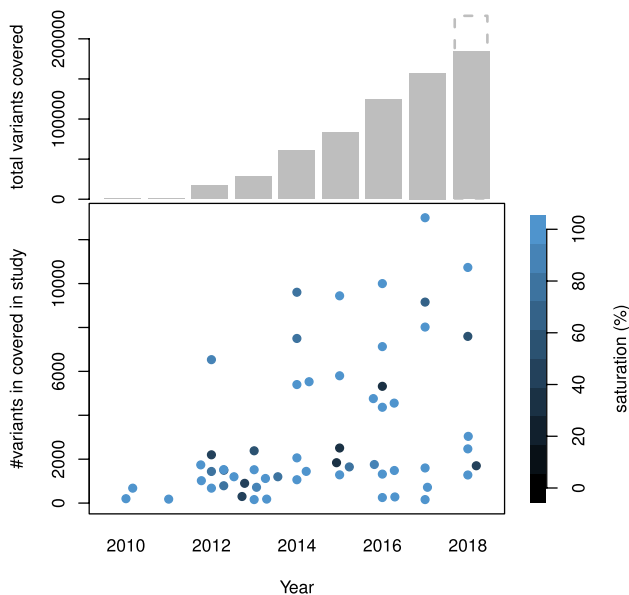 total variants covered
200000
100000
0
#variants in covered in study
10000
6000
2000
0
2010 2012 2014 2016 2018
Year
100
80
60
40
20
0
saturation (%)